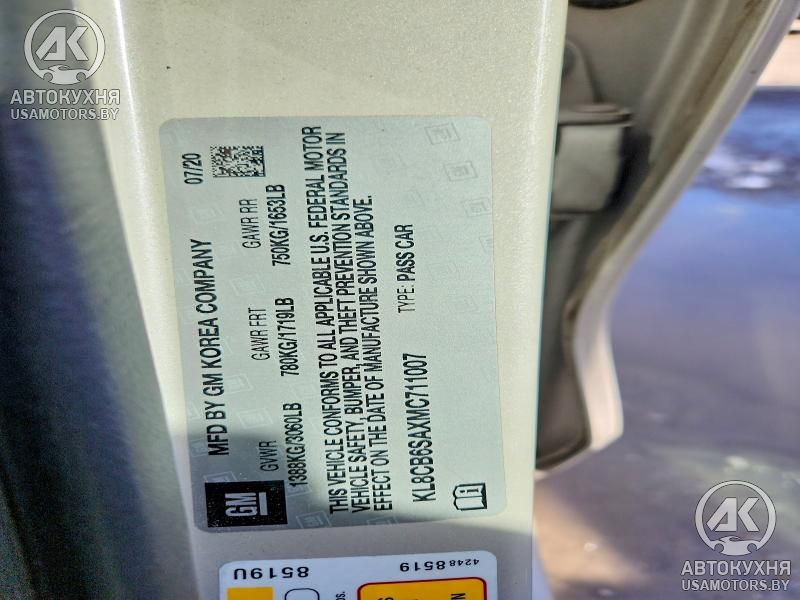 АВТОКУХНЯ
USAMOTORS.BY
MFD BY GM KOREA COMPANY 07/20
GVWR GAWR FRT GAWR RR
1388KG/3060LB 780KG/1719LB 750KG/1653LB
THIS VEHICLE CONFORMS TO ALL APPLICABLE U.S. FEDERAL MOTOR
VEHICLE SAFETY, BUMPER, AND THEFT PREVENTION STANDARDS IN
EFFECT ON THE DATE OF MANUFACTURE SHOWN ABOVE.
KL8CB6SAXMC711007 TYPE: PASS CAR
GM
8519U
42488519
АВТОКУХНЯ
USAMOTORS.BY